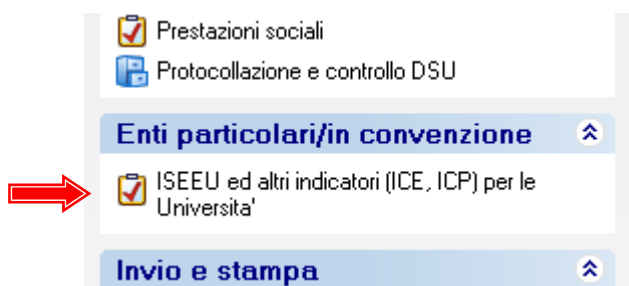 Prestazioni sociali
Protocollazione e controllo DSU
Enti particolari/in convenzione
ISEEU ed altri indicatori (ICE, ICP) per le
Universita'
Invio e stampa